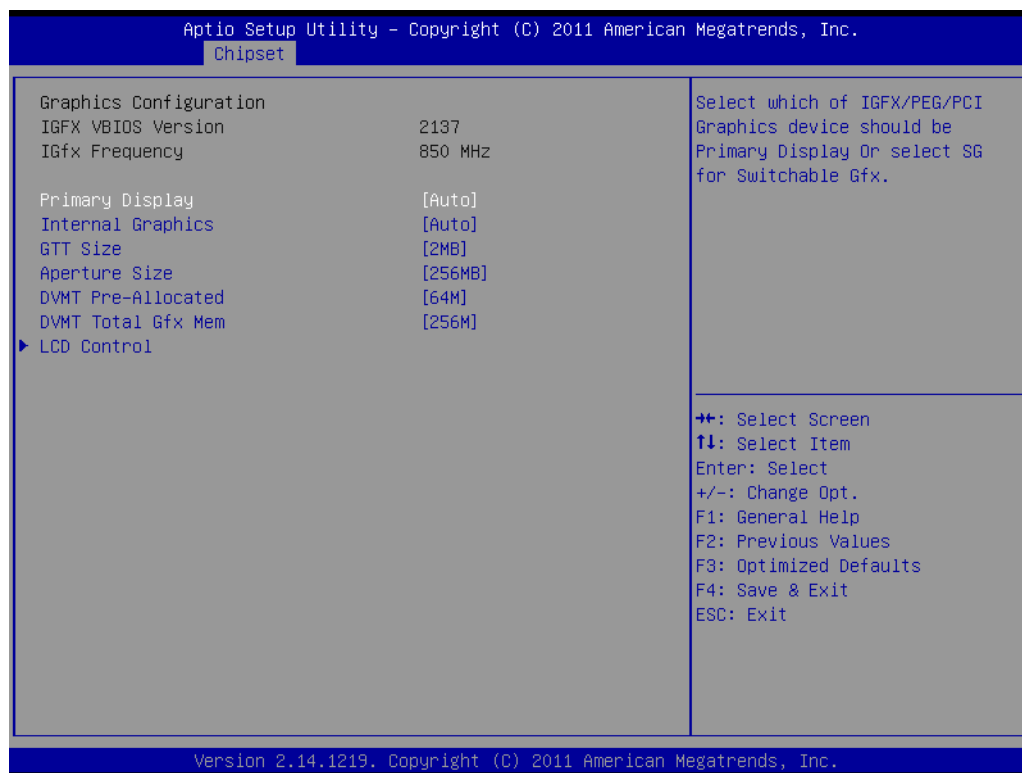 Aptio Setup Utility – Copyright (C) 2011 American Megatrends, Inc.
Chipset
Graphics Configuration
IGFX VBIOS Version 2137
IGfx Frequency 850 MHz
Primary Display [Auto]
Internal Graphics [Auto]
GTT Size [2MB]
Aperture Size [256MB]
DVMT Pre-Allocated [64M]
DVMT Total Gfx Mem [256M]
▶ LCD Control
Select which of IGFX/PEG/PCI
Graphics device should be
Primary Display Or select SG
for Switchable Gfx.
→←: Select Screen
↑↓: Select Item
Enter: Select
+/-: Change Opt.
F1: General Help
F2: Previous Values
F3: Optimized Defaults
F4: Save & Exit
ESC: Exit
Version 2.14.1219. Copyright (C) 2011 American Megatrends, Inc.